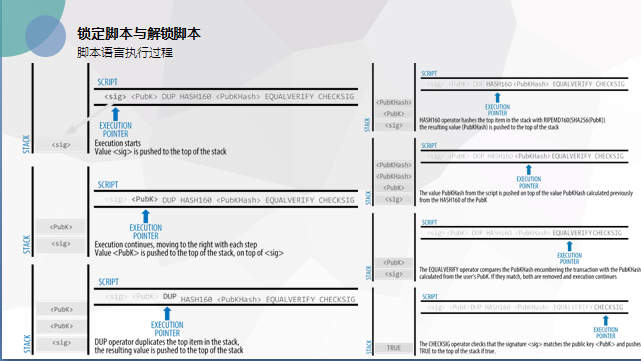 锁定脚本与解锁脚本
脚本语言执行过程
SCRIPT
<sig> <PubK> DUP HASH160 <PubKHash> EQUALVERIFY CHECKSIG
EXECUTION
POINTER
STACK
<sig>
Execution starts
Value <sig> is pushed to the top of the stack
SCRIPT
<sig> <PubK> DUP HASH160 <PubKHash> EQUALVERIFY CHECKSIG
EXECUTION
POINTER
STACK
<PubK>
<sig>
Execution continues, moving to the right with each step
Value <PubK> is pushed to the top of the stack, on top of <sig>
SCRIPT
<sig> <PubK> DUP HASH160 <PubKHash> EQUALVERIFY CHECKSIG
EXECUTION
POINTER
STACK
<PubK>
<PubK>
<sig>
DUP operator duplicates the top item in the stack,
the resulting value is pushed to the top of the stack
SCRIPT
<sig> <PubK> DUP HASH160 <PubKHash> EQUALVERIFY CHECKSIG
EXECUTION
POINTER
STACK
<PubKHash>
<PubK>
<sig>
HASH160 operator hashes the top item in the stack with RIPEMD160(SHA256(PubK))
the resulting value (PubKHash) is pushed to the top of the stack
SCRIPT
<sig> <PubK> DUP HASH160 <PubKHash> EQUALVERIFY CHECKSIG
EXECUTION
POINTER
STACK
<PubKHash>
<PubKHash>
<PubK>
<sig>
The value PubKHash from the script is pushed on top of the value PubKHash calculated previously
from the HASH160 of the PubK
SCRIPT
<sig> <PubK> DUP HASH160 <PubKHash> EQUALVERIFY CHECKSIG
EXECUTION
POINTER
STACK
<PubK>
<sig>
The EQUALVERIFY operator compares the PubKHash encumbering the transaction with the PubKHash
calculated from the user's PubK. If they match, both are removed and execution continues
SCRIPT
<sig> <PubK> DUP HASH160 <PubKHash> EQUALVERIFY CHECKSIG
EXECUTION
POINTER
STACK
TRUE
The CHECKSIG operator checks that the signature <sig> matches the public key <PubK> and pushe
TRUE to the top of the stack if true.